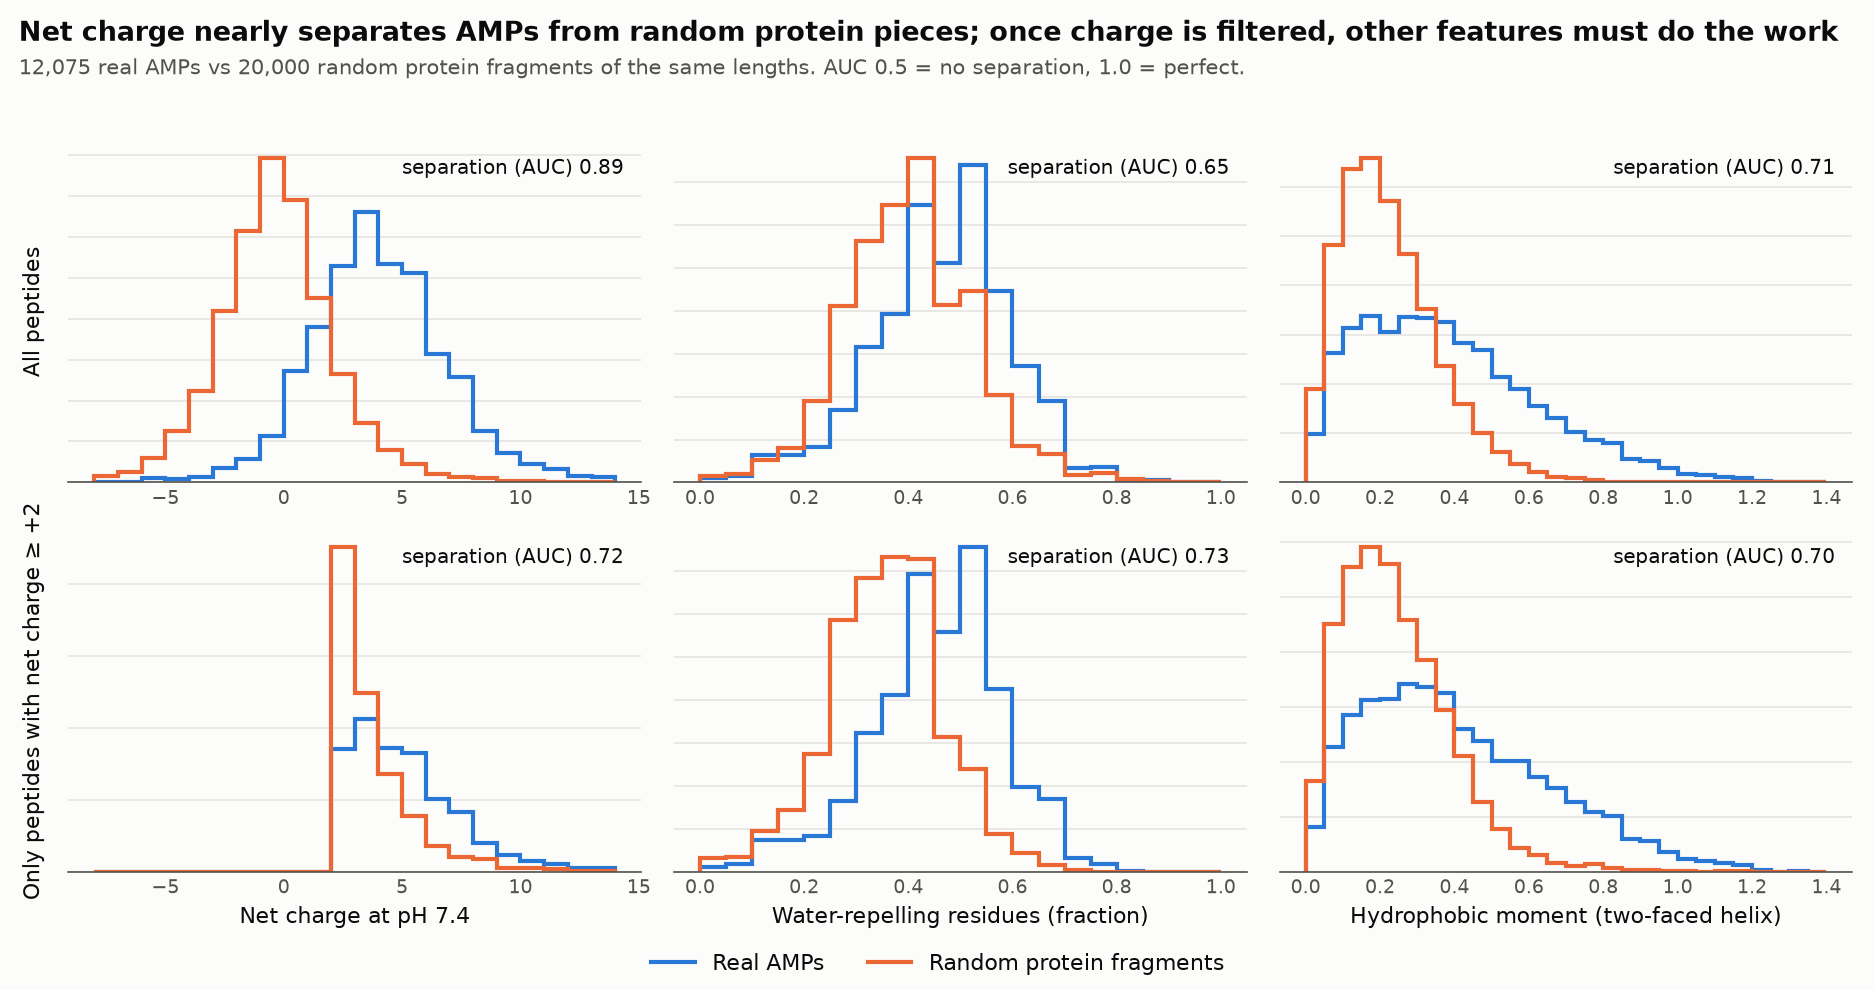 Net charge nearly separates AMPs from random protein pieces; once charge is filtered, other features must do the work
12,075 real AMPs vs 20,000 random protein fragments of the same lengths. AUC 0.5 = no separation, 1.0 = perfect.
All peptides
separation (AUC) 0.89
−5 0 5 10 15
separation (AUC) 0.65
0.0 0.2 0.4 0.6 0.8 1.0
separation (AUC) 0.71
0.0 0.2 0.4 0.6 0.8 1.0 1.2 1.4
Only peptides with net charge ≥ +2
separation (AUC) 0.72
−5 0 5 10 15
Net charge at pH 7.4
separation (AUC) 0.73
0.0 0.2 0.4 0.6 0.8 1.0
Water-repelling residues (fraction)
separation (AUC) 0.70
0.0 0.2 0.4 0.6 0.8 1.0 1.2 1.4
Hydrophobic moment (two-faced helix)
Real AMPs
Random protein fragments